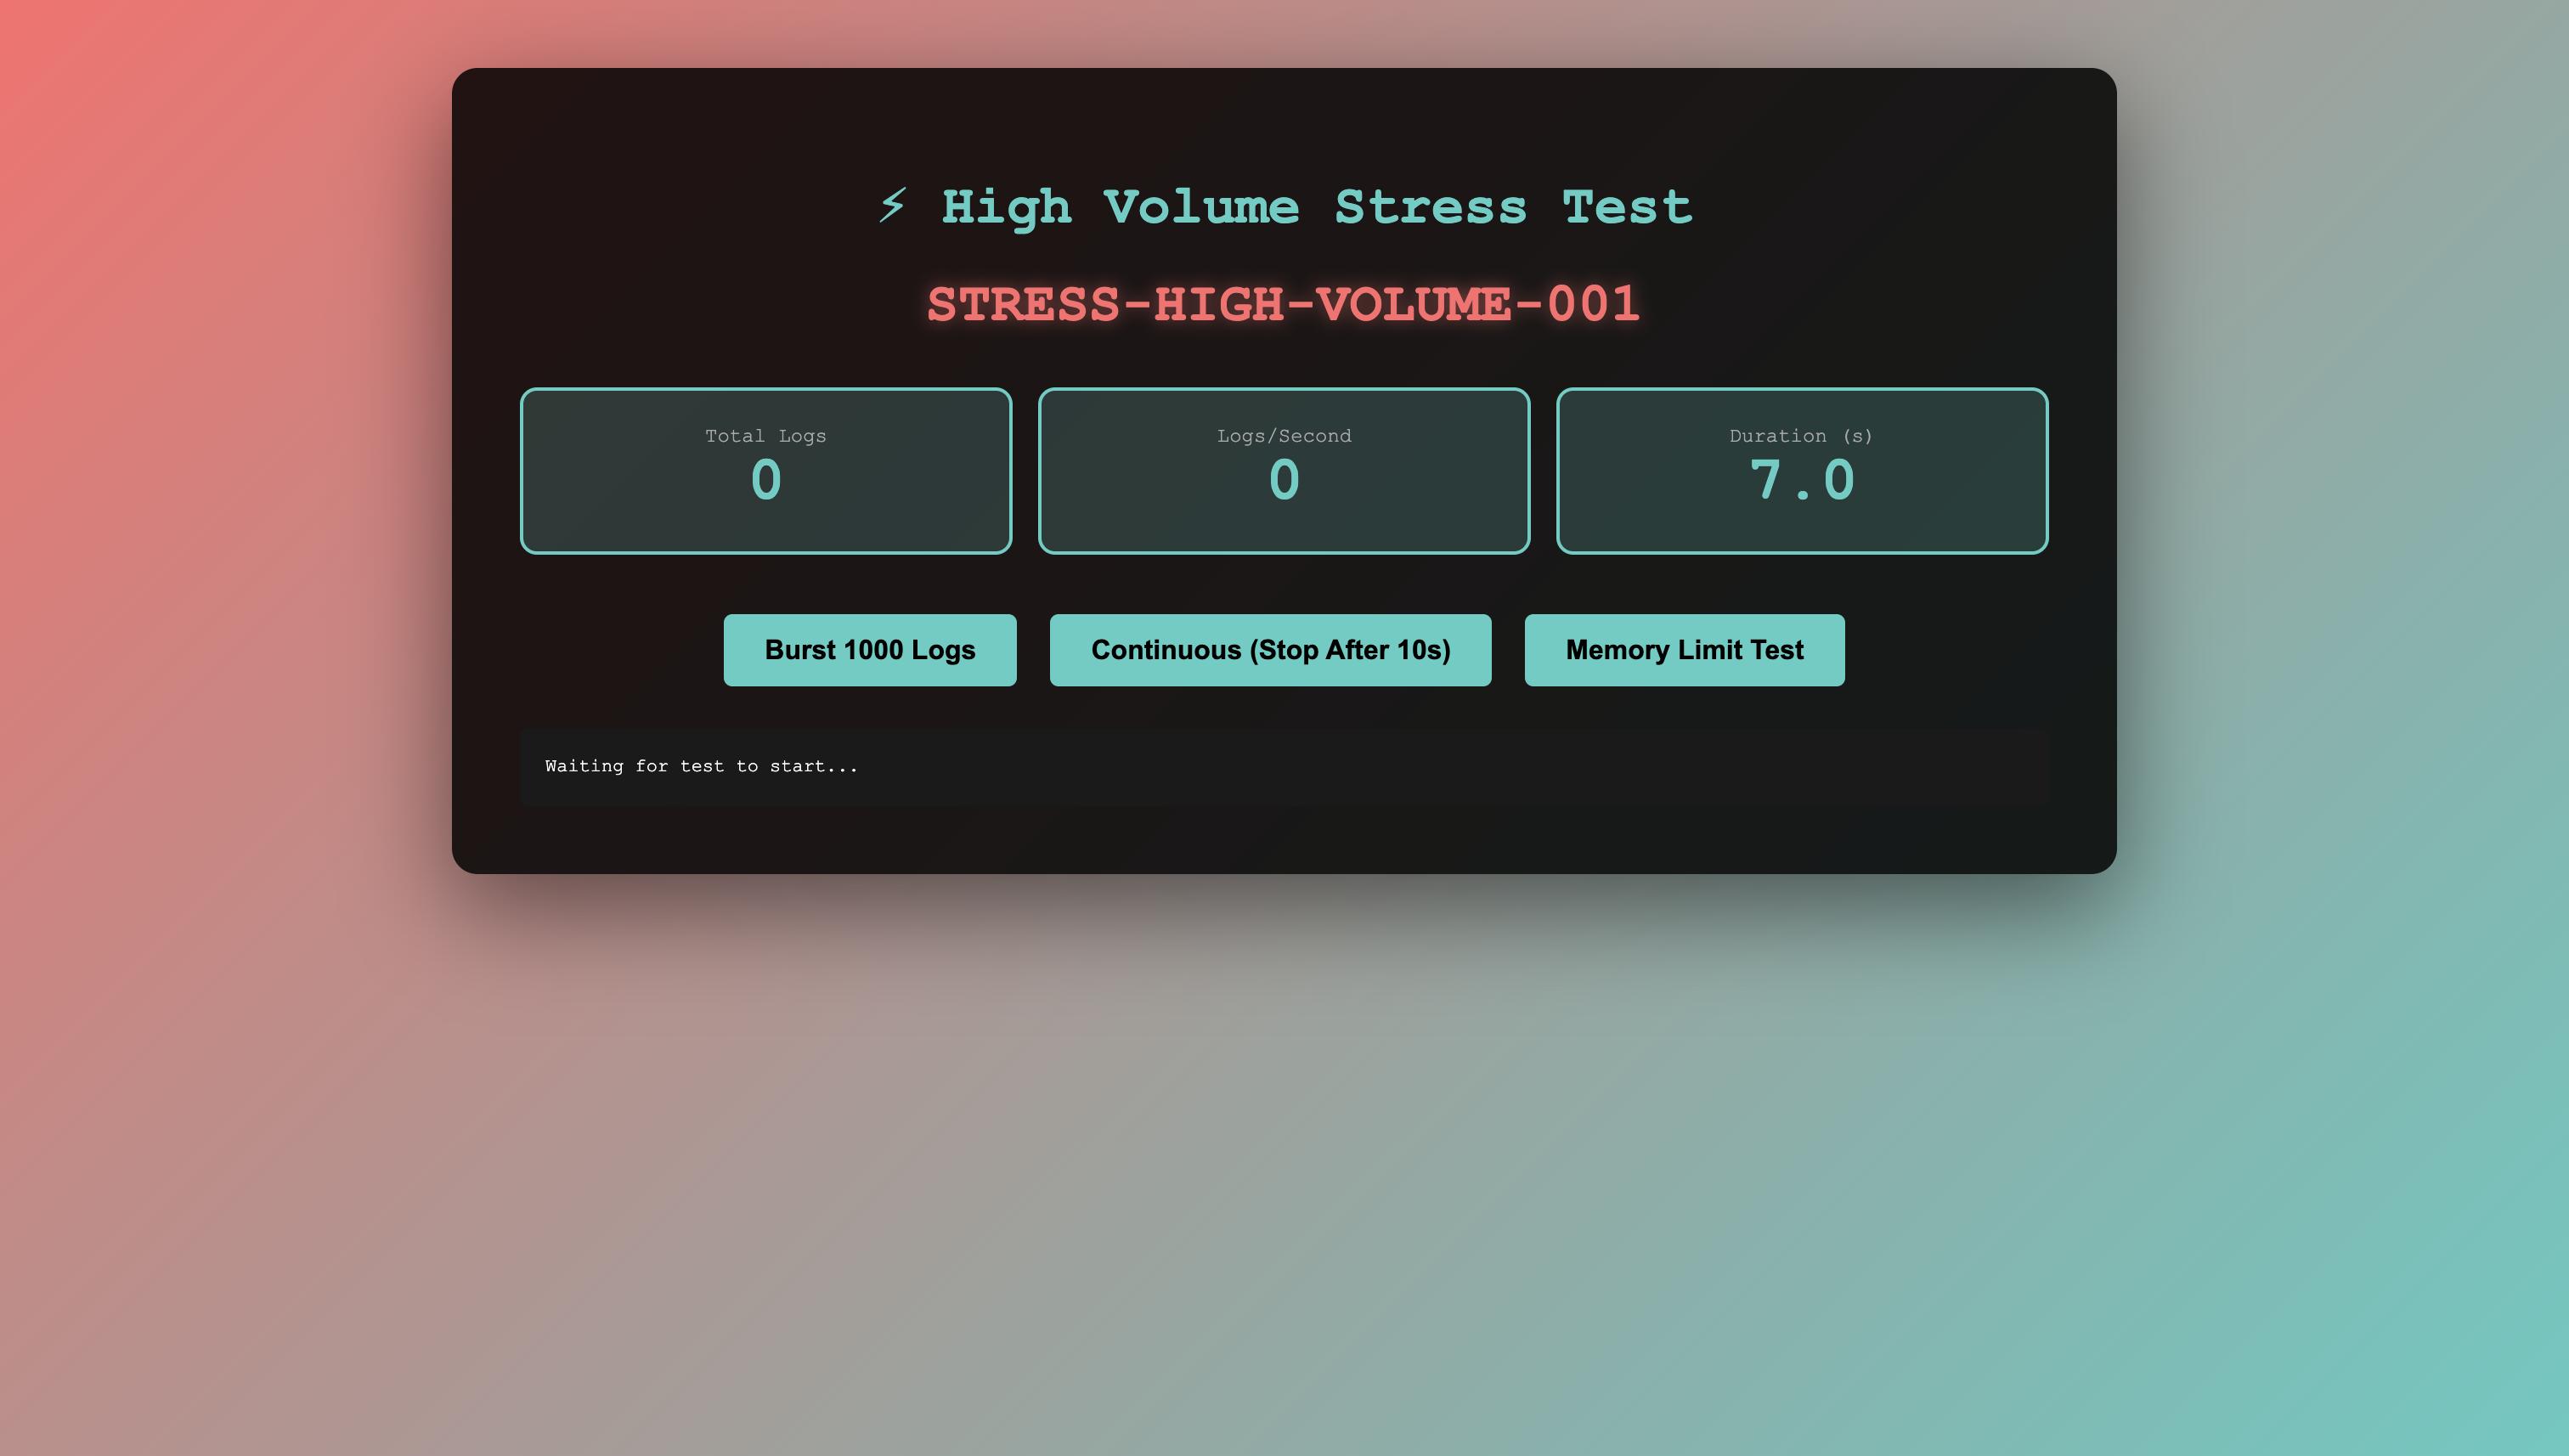 ⚡ High Volume Stress Test
STRESS-HIGH-VOLUME-001
Total Logs
0
Logs/Second
0
Duration (s)
7.0
Burst 1000 Logs
Continuous (Stop After 10s)
Memory Limit Test
Waiting for test to start...